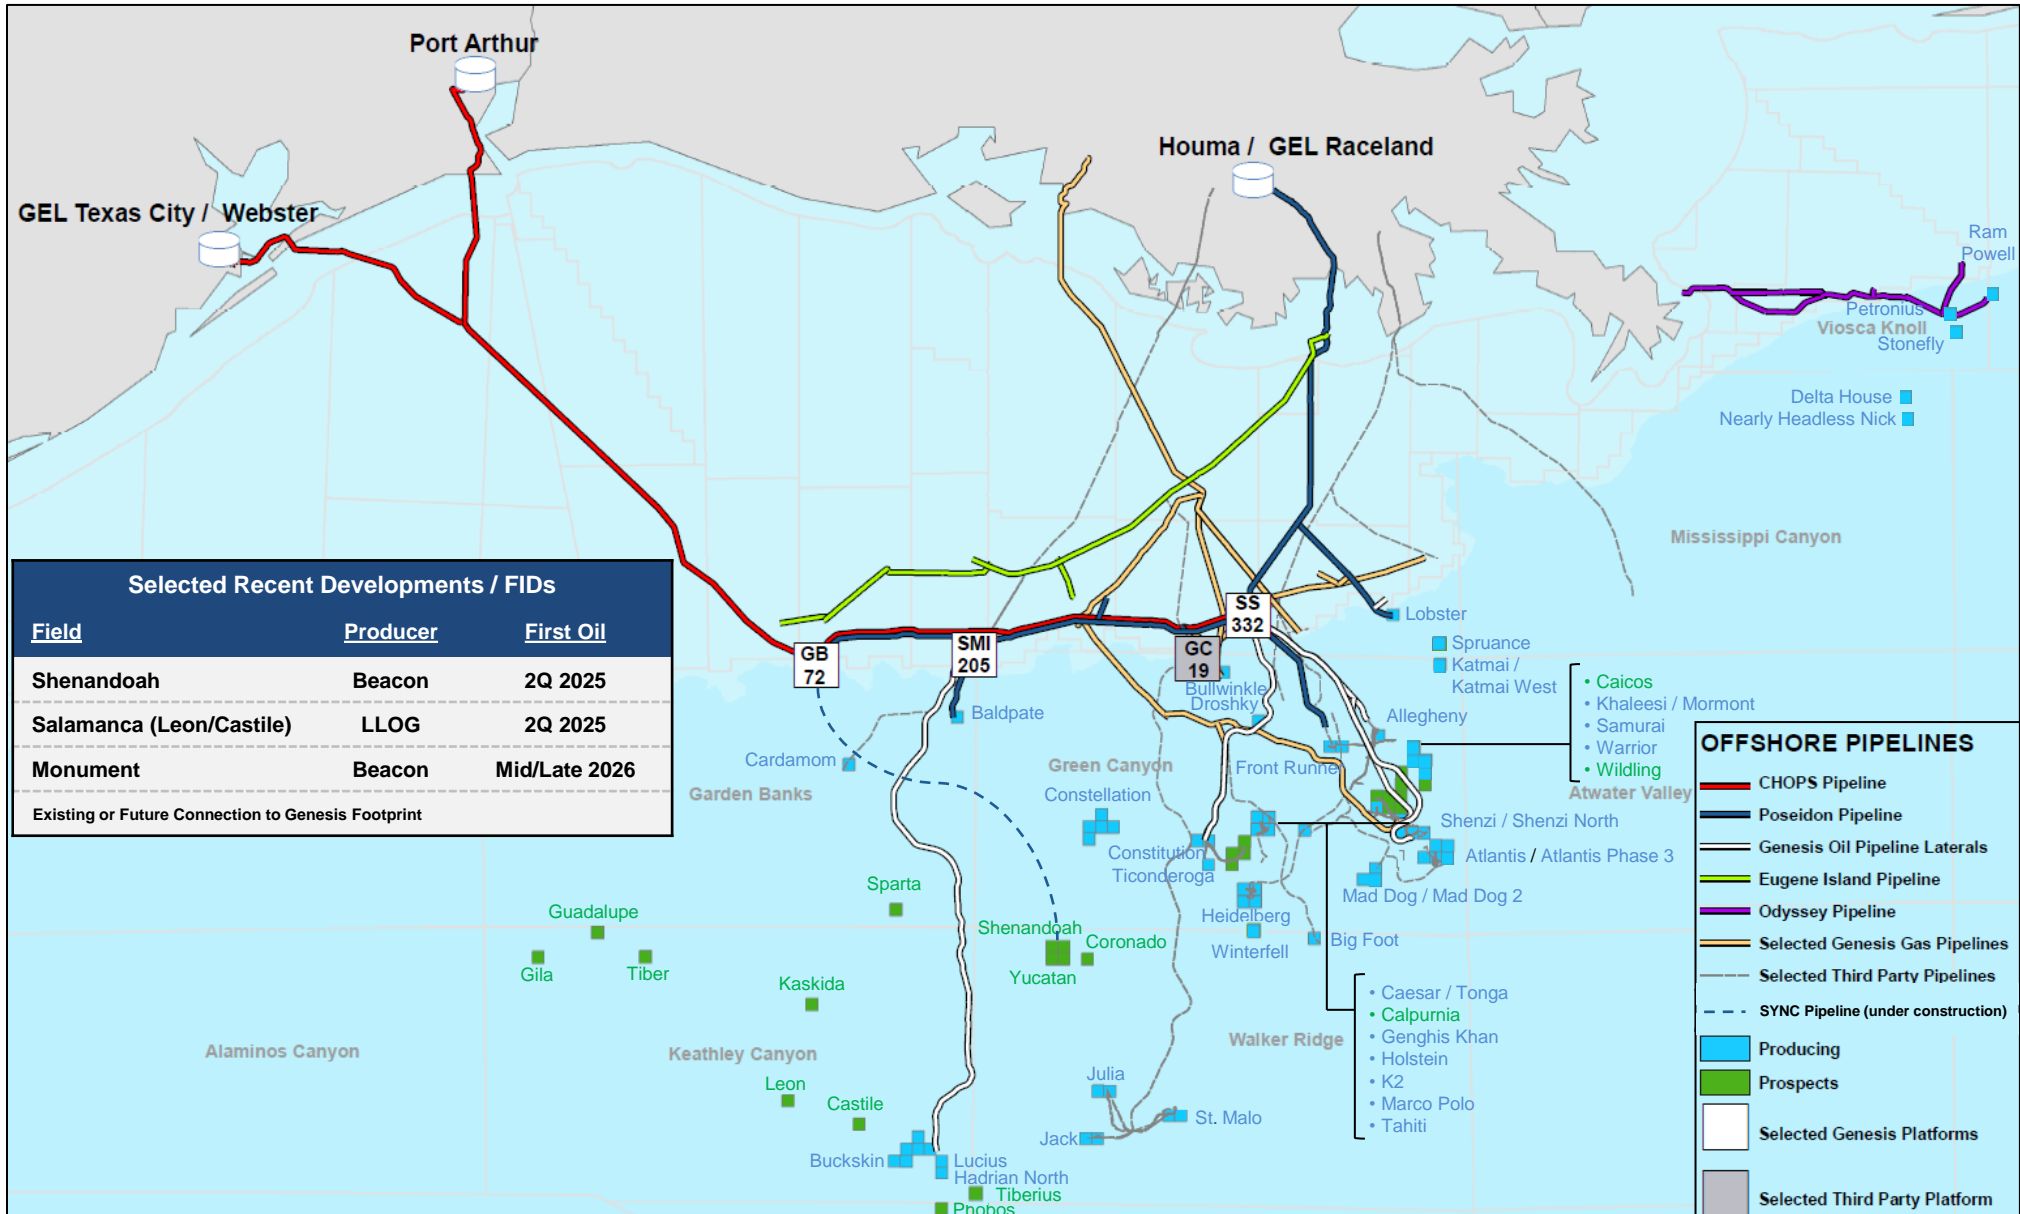 Port Arthur
Houma / GEL Raceland
GEL Texas City / Webster
Ram
Powell
Petronius
Viosca Knoll
Stonefly
Delta House
Nearly Headless Nick
Mississippi Canyon
Selected Recent Developments / FIDs
Field Producer First Oil
Shenandoah Beacon 2Q 2025
Salamanca (Leon/Castile) LLOG 2Q 2025
Monument Beacon Mid/Late 2026
Existing or Future Connection to Genesis Footprint
GB
72
SMI
205
SS
332
GC
19
Lobster
Spruance
Katmai /
Katmai West
Bullwinkle
Droshky
Baldpate
Cardamom
Allegheny
• Caicos
• Khaleesi / Mormont
• Samurai
• Warrior
• Wildling
Green Canyon
Front Runner
Garden Banks
Constellation
Atwater Valley
Shenzi / Shenzi North
Constitution
Ticonderoga
Atlantis / Atlantis Phase 3
Mad Dog / Mad Dog 2
Sparta
Guadalupe
Heidelberg
Shenandoah
Coronado
Winterfell
Big Foot
Gila
Tiber
Yucatan
Kaskida
• Caesar / Tonga
• Calpurnia
• Genghis Khan
• Holstein
• K2
• Marco Polo
• Tahiti
Walker Ridge
Alaminos Canyon
Keathley Canyon
Leon
Castile
Julia
St. Malo
Jack
Buckskin
Lucius
Hadrian North
Tiberius
Phobos
OFFSHORE PIPELINES
CHOPS Pipeline
Poseidon Pipeline
Genesis Oil Pipeline Laterals
Eugene Island Pipeline
Odyssey Pipeline
Selected Genesis Gas Pipelines
Selected Third Party Pipelines
SYNC Pipeline (under construction)
Producing
Prospects
Selected Genesis Platforms
Selected Third Party Platform